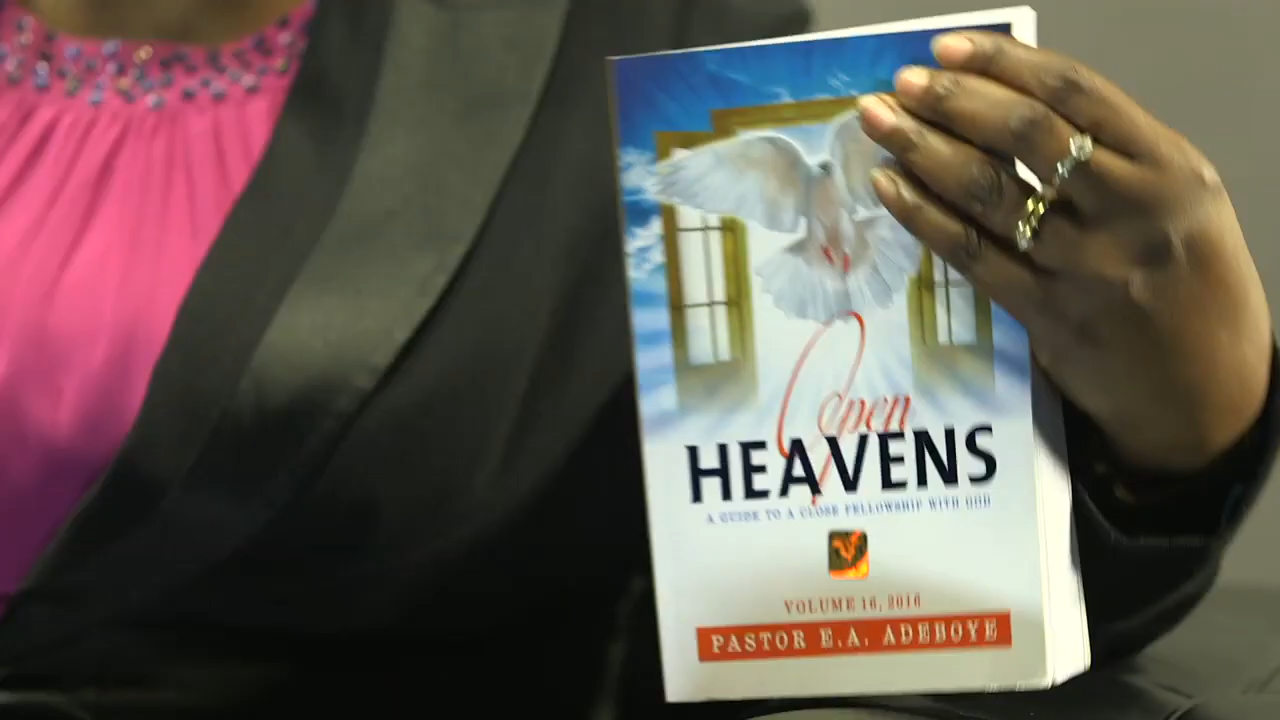 Open
HEAVENS
A GUIDE TO A CLOSE FELLOWSHIP WITH GOD
VOLUME 16, 2016
PASTOR E.A. ADEBOYE